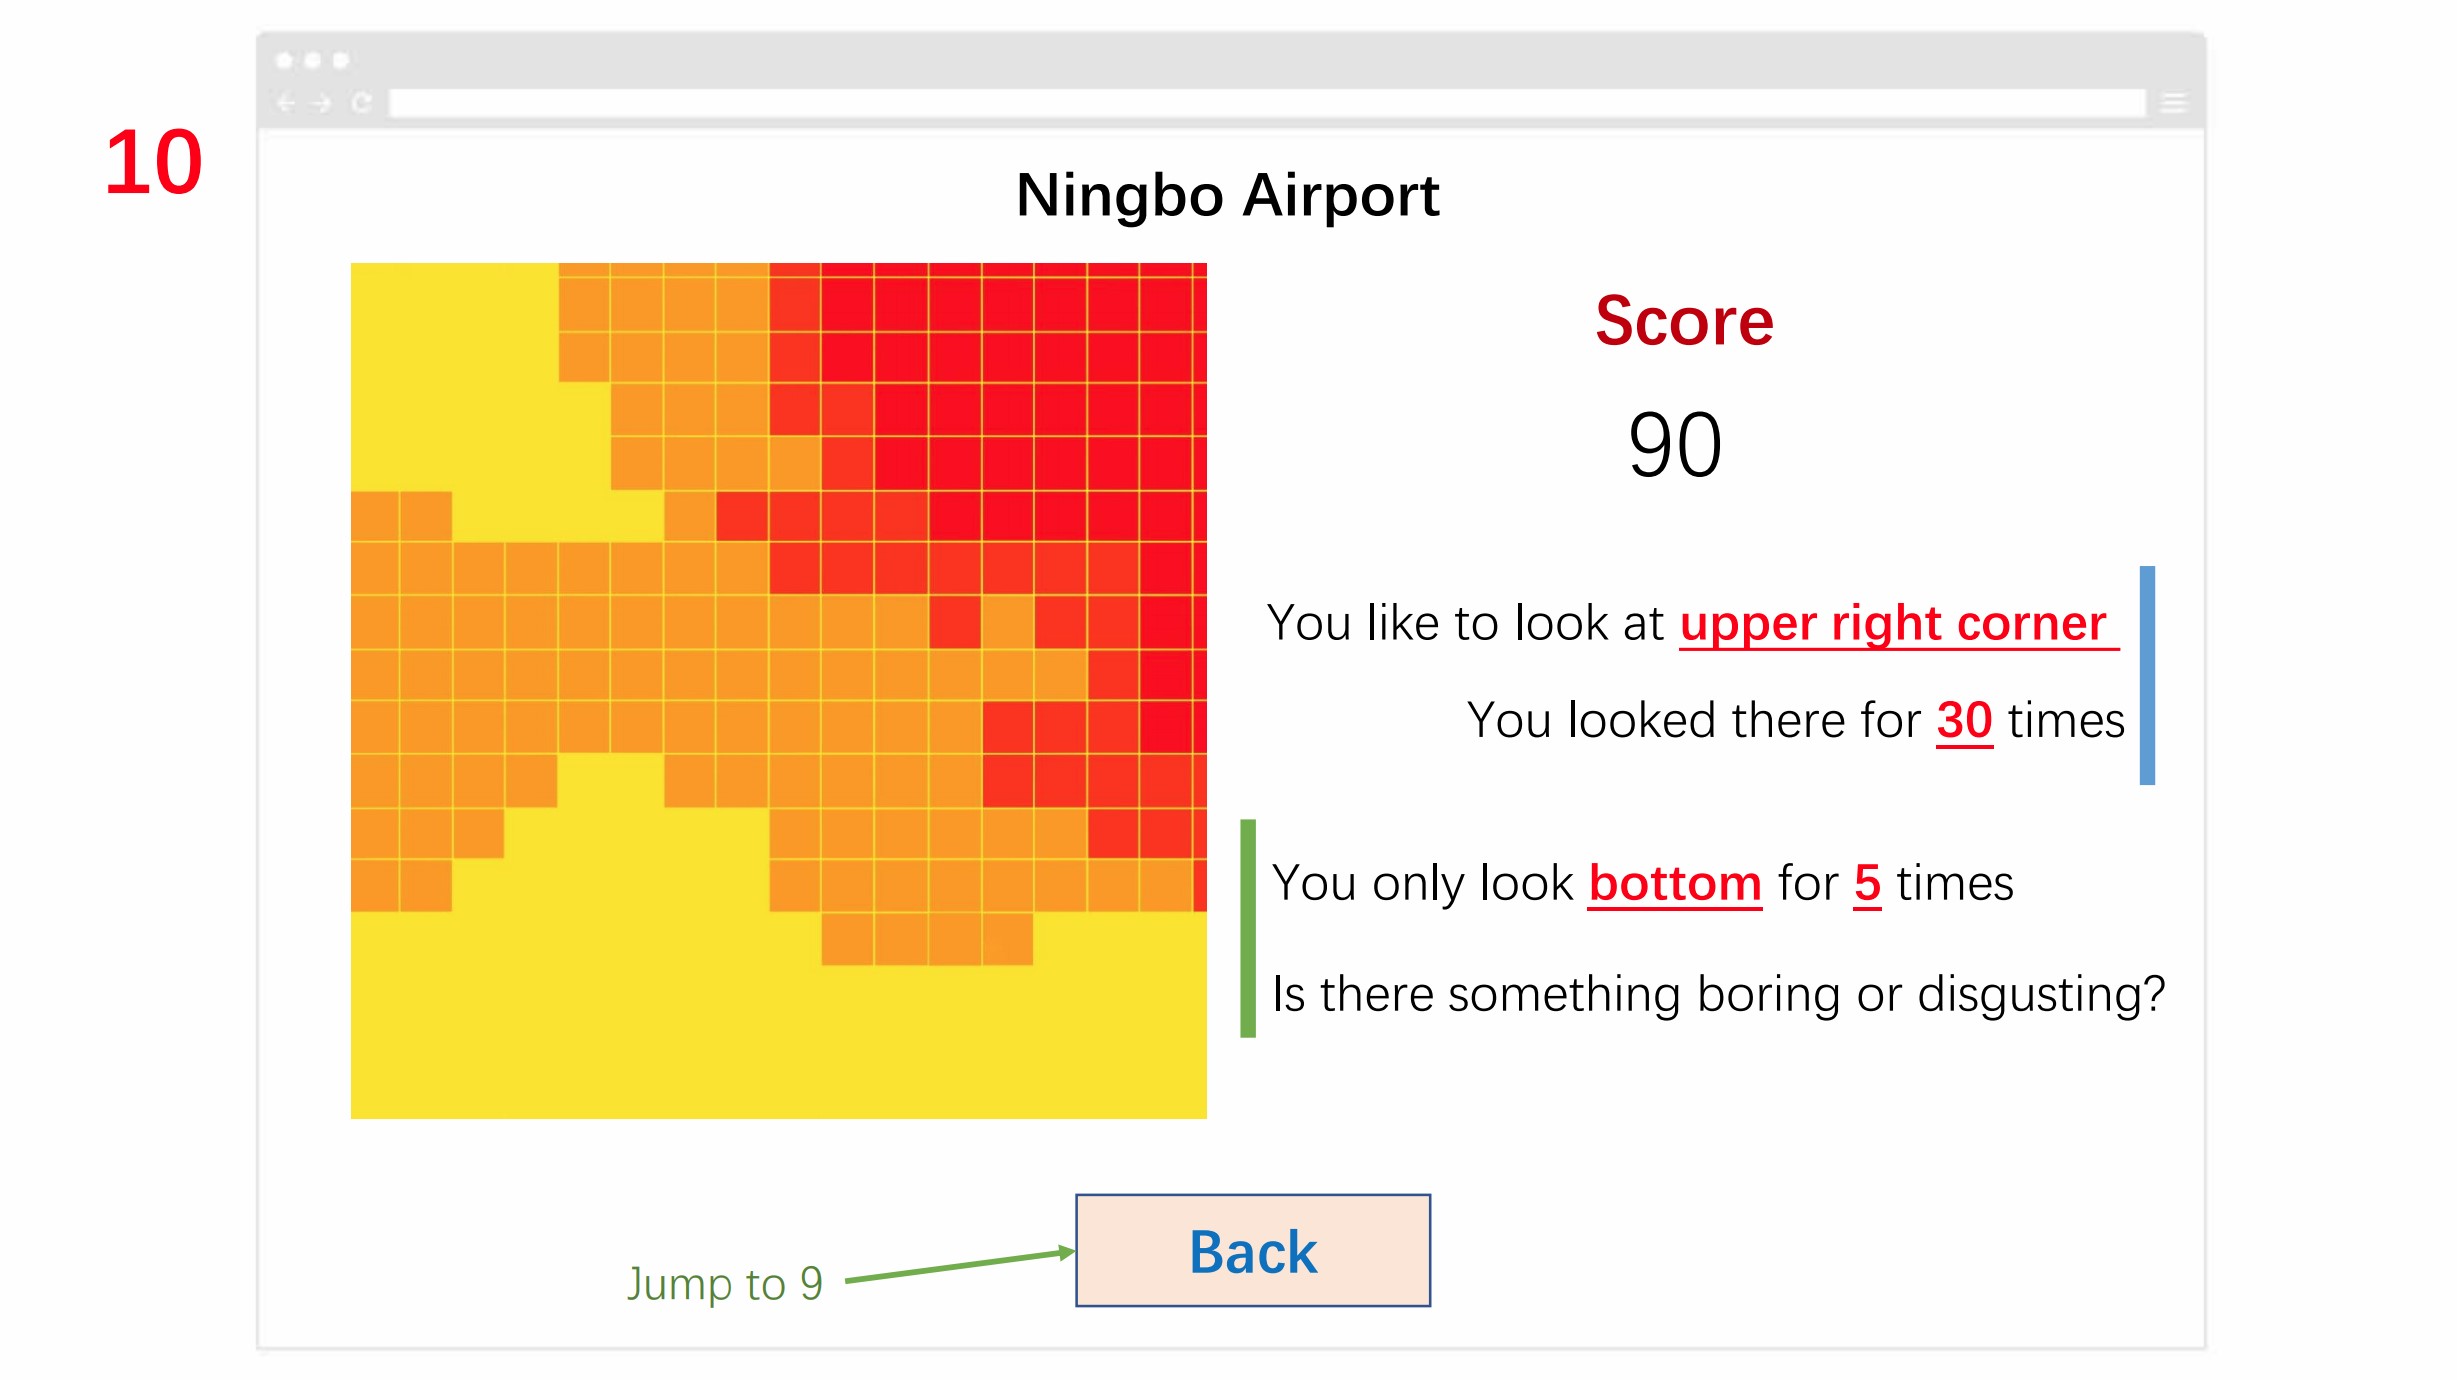 10
Ningbo Airport
Score
90
You like to look at upper right corner
You looked there for 30 times
You only look bottom for 5 times
Is there something boring or disgusting?
Back
Jump to 9